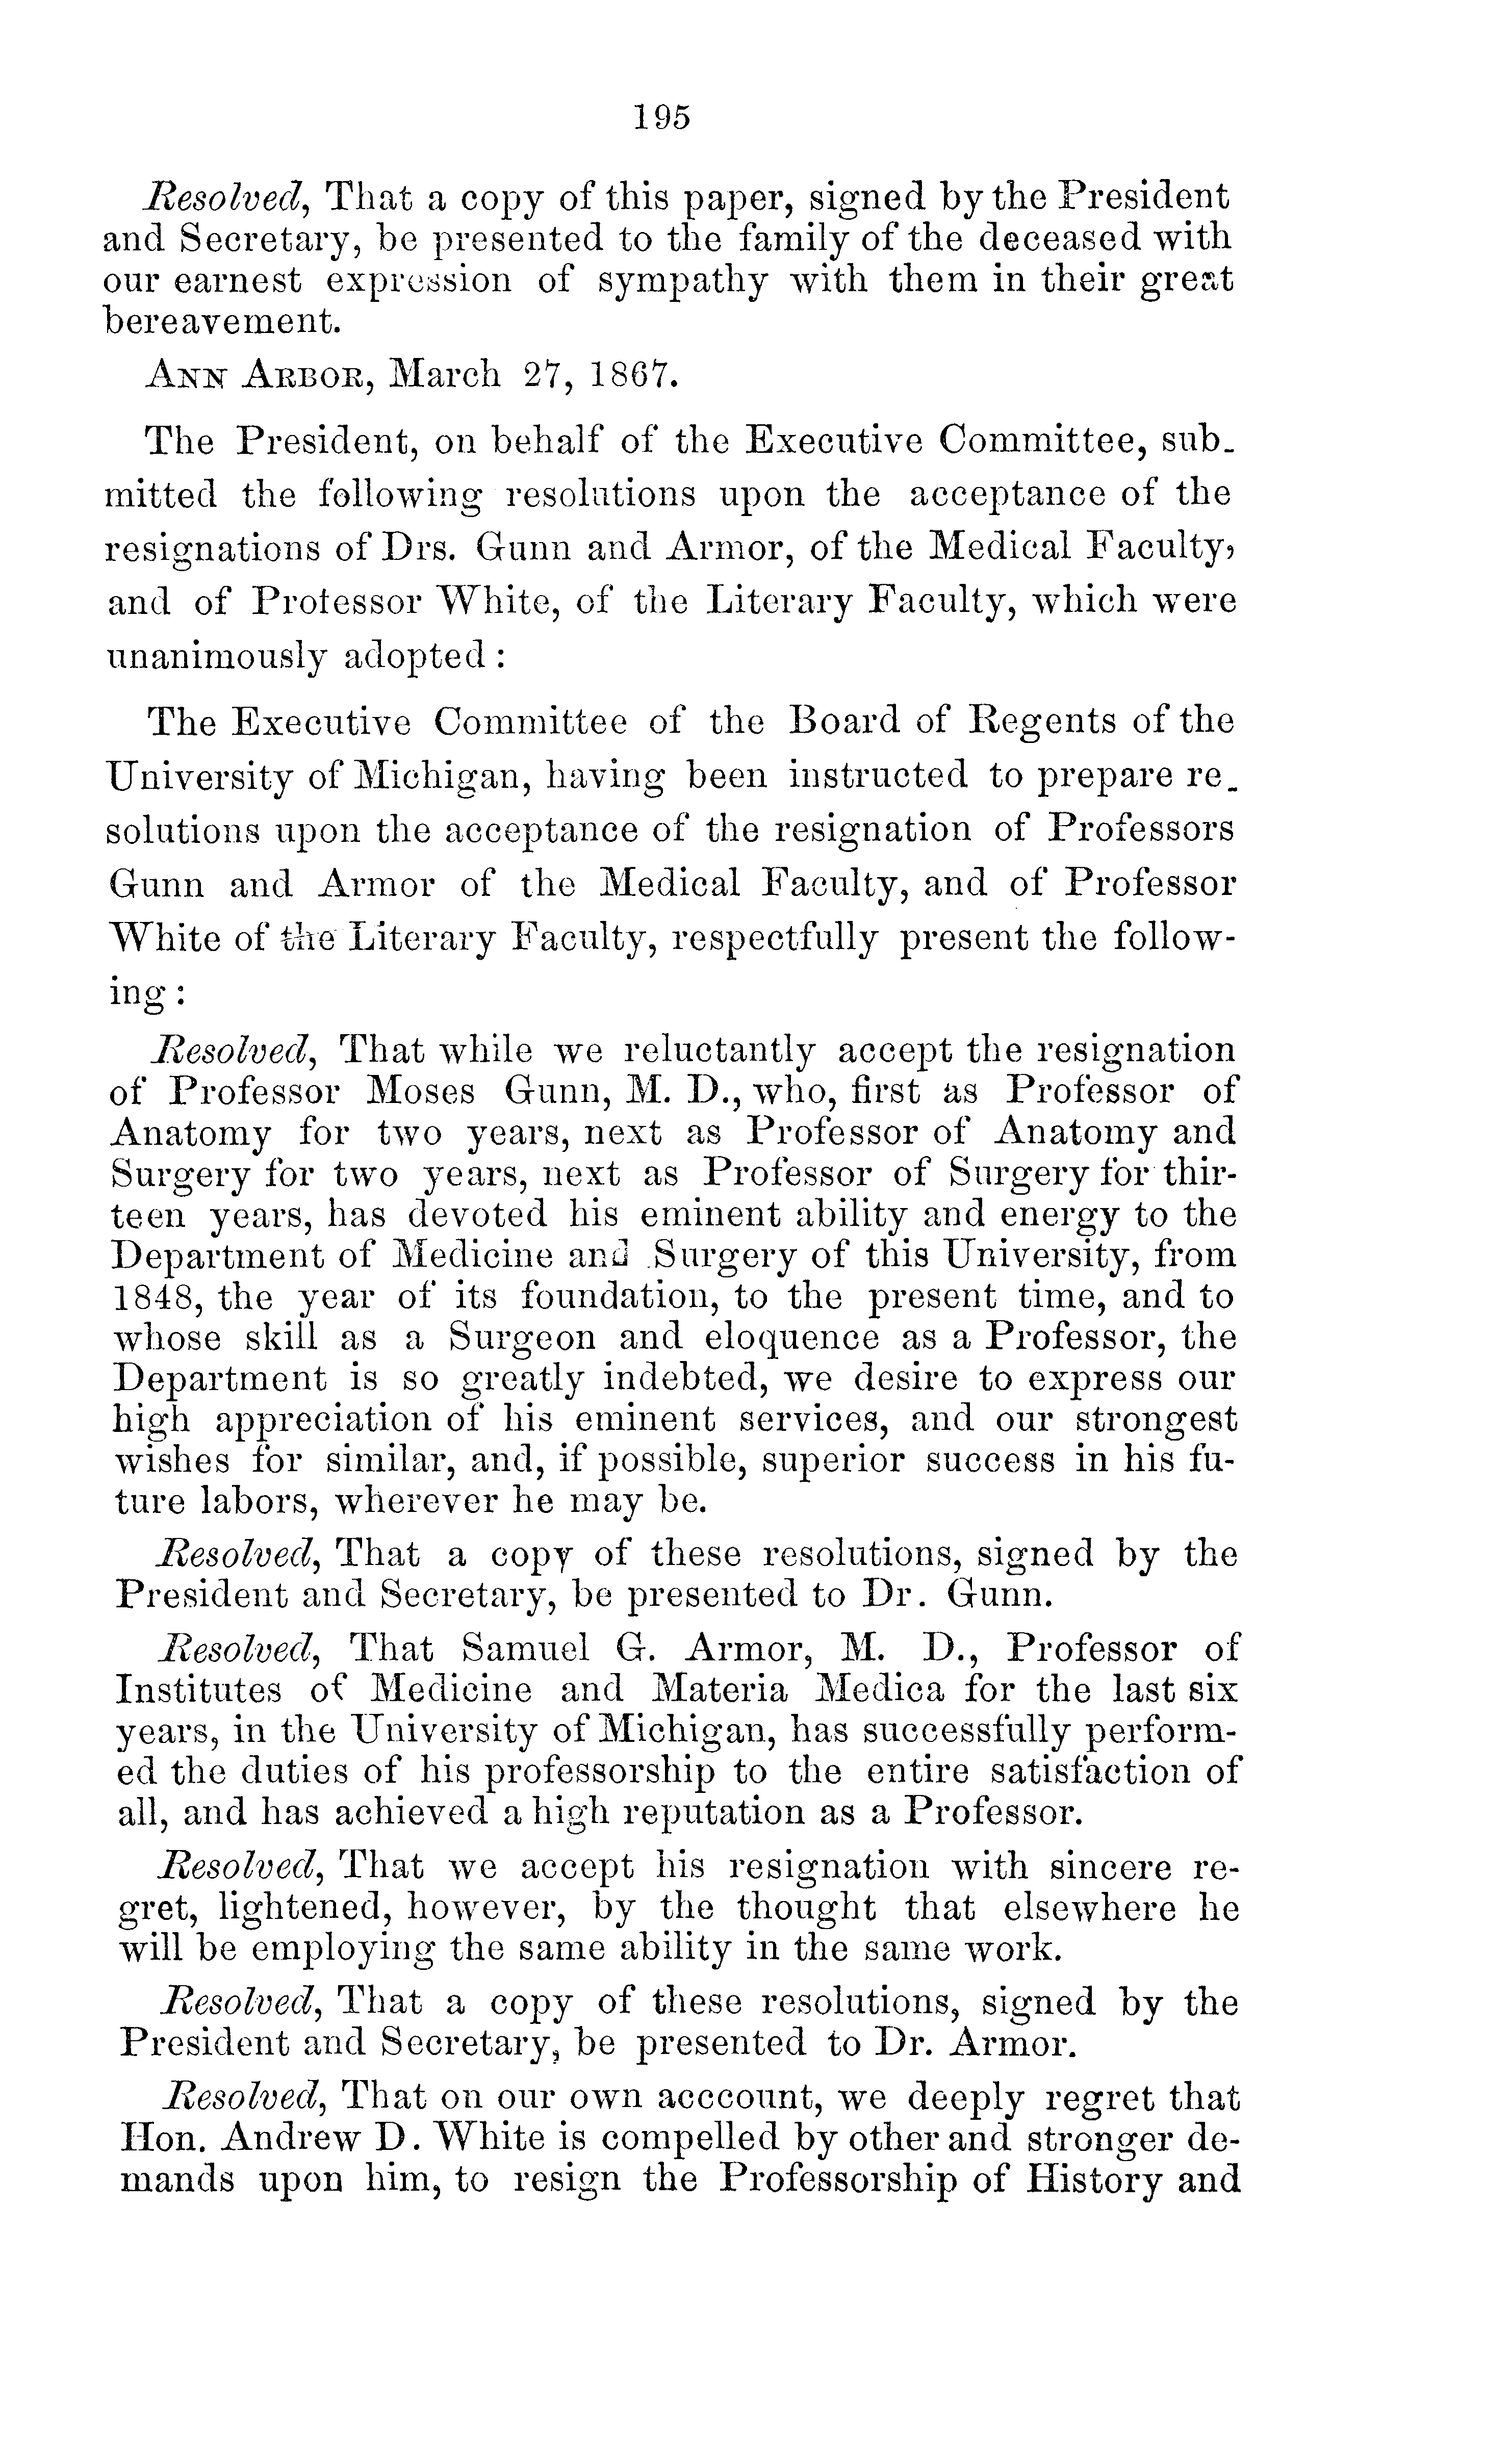 195
Resolved, That a copy of this paper, signed by the President
and Secretary, be presented to the family of the deceased with
our earnest expression of sympathy with them in their great
bereavement.
ANN ARBOR, March 27, 1867.
The President, on behalf of the Executive Committee, sub-
mitted the following resolutions upon the acceptance of the
resignations of Drs. Gunn and Armor, of the Medical Faculty,
and of Professor White, of the Literary Faculty, which were
unanimously adopted :
The Executive Committee of the Board of Regents of the
University of Michigan, having been instructed to prepare re-
solutions upon the acceptance of the resignation of Professors
Gunn and Armor of the Medical Faculty, and of Professor
White of the Literary Faculty, respectfully present the follow-
ing :
Resolved, That while we reluctantly accept the resignation
of Professor Moses Gunn, M. D., who, first as Professor of
Anatomy for two years, next as Professor of Anatomy and
Surgery for two years, next as Professor of Surgery for thir-
teen years, has devoted his eminent ability and energy to the
Department of Medicine and Surgery of this University, from
1848, the year of its foundation, to the present time, and to
whose skill as a Surgeon and eloquence as a Professor, the
Department is so greatly indebted, we desire to express our
high appreciation of his eminent services, and our strongest
wishes for similar, and, if possible, superior success in his fu-
ture labors, wherever he may be.
Resolved, That a copy of these resolutions, signed by the
President and Secretary, be presented to Dr. Gunn.
Resolved, That Samuel G. Armor, M. D., Professor of
Institutes of Medicine and Materia Medica for the last six
years, in the University of Michigan, has successfully perform-
ed the duties of his professorship to the entire satisfaction of
all, and has achieved a high reputation as a Professor.
Resolved, That we accept his resignation with sincere re-
gret, lightened, however, by the thought that elsewhere he
will be employing the same ability in the same work.
Resolved, That a copy of these resolutions, signed by the
President and Secretary, be presented to Dr. Armor.
Resolved, That on our own acccount, we deeply regret that
Hon. Andrew D. White is compelled by other and stronger de-
mands upon him, to resign the Professorship of History and